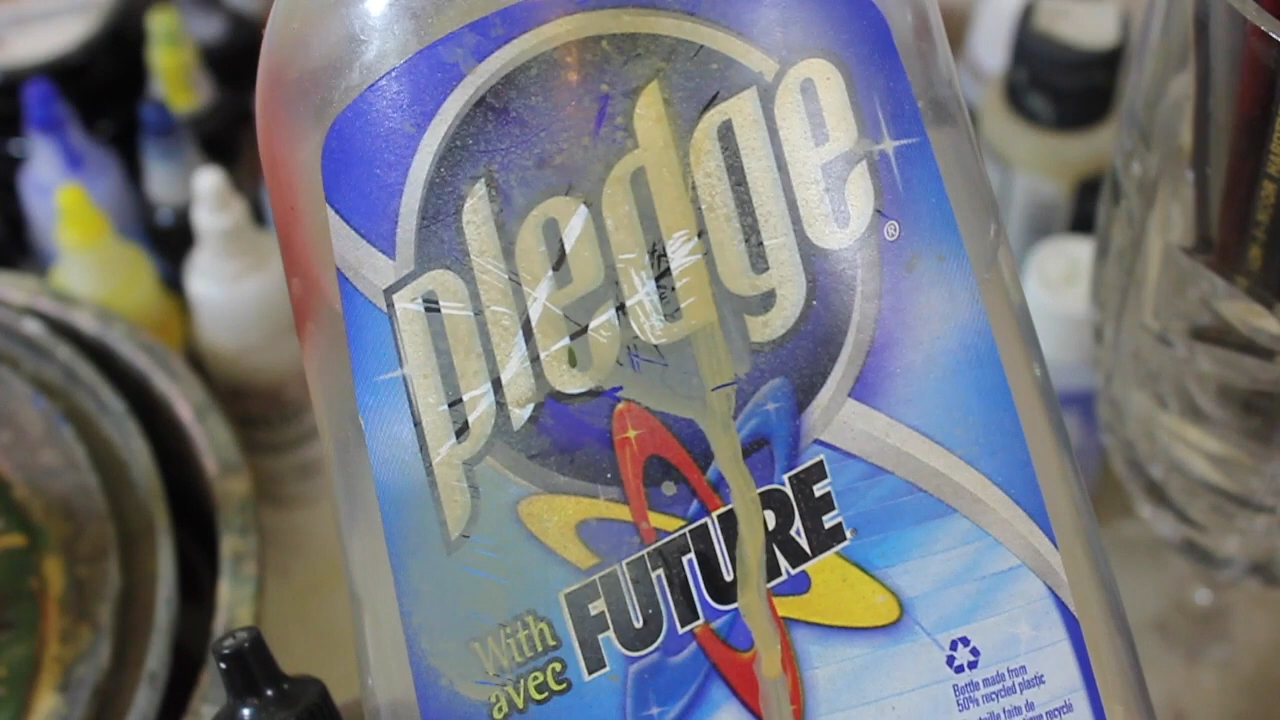 pledge®
With
avec
FUTURE
Bottle made from
50% recycled plastic